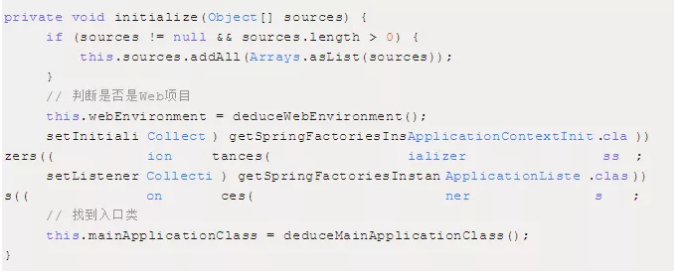 private void initialize(Object[] sources) {
if (sources != null && sources.length > 0) {
this.sources.addAll(Arrays.asList(sources));
}
// 判断是否是Web项目
this.webEnvironment = deduceWebEnvironment();
setInitiali Collect ) getSpringFactoriesInsApplicationContextInit .cla ))
zers(( ion tances( ializer ss ;
setListener Collecti ) getSpringFactoriesInstan ApplicationListe .clas))
s(( on ces( ner s ;
// 找到入口类
this.mainApplicationClass = deduceMainApplicationClass();
}